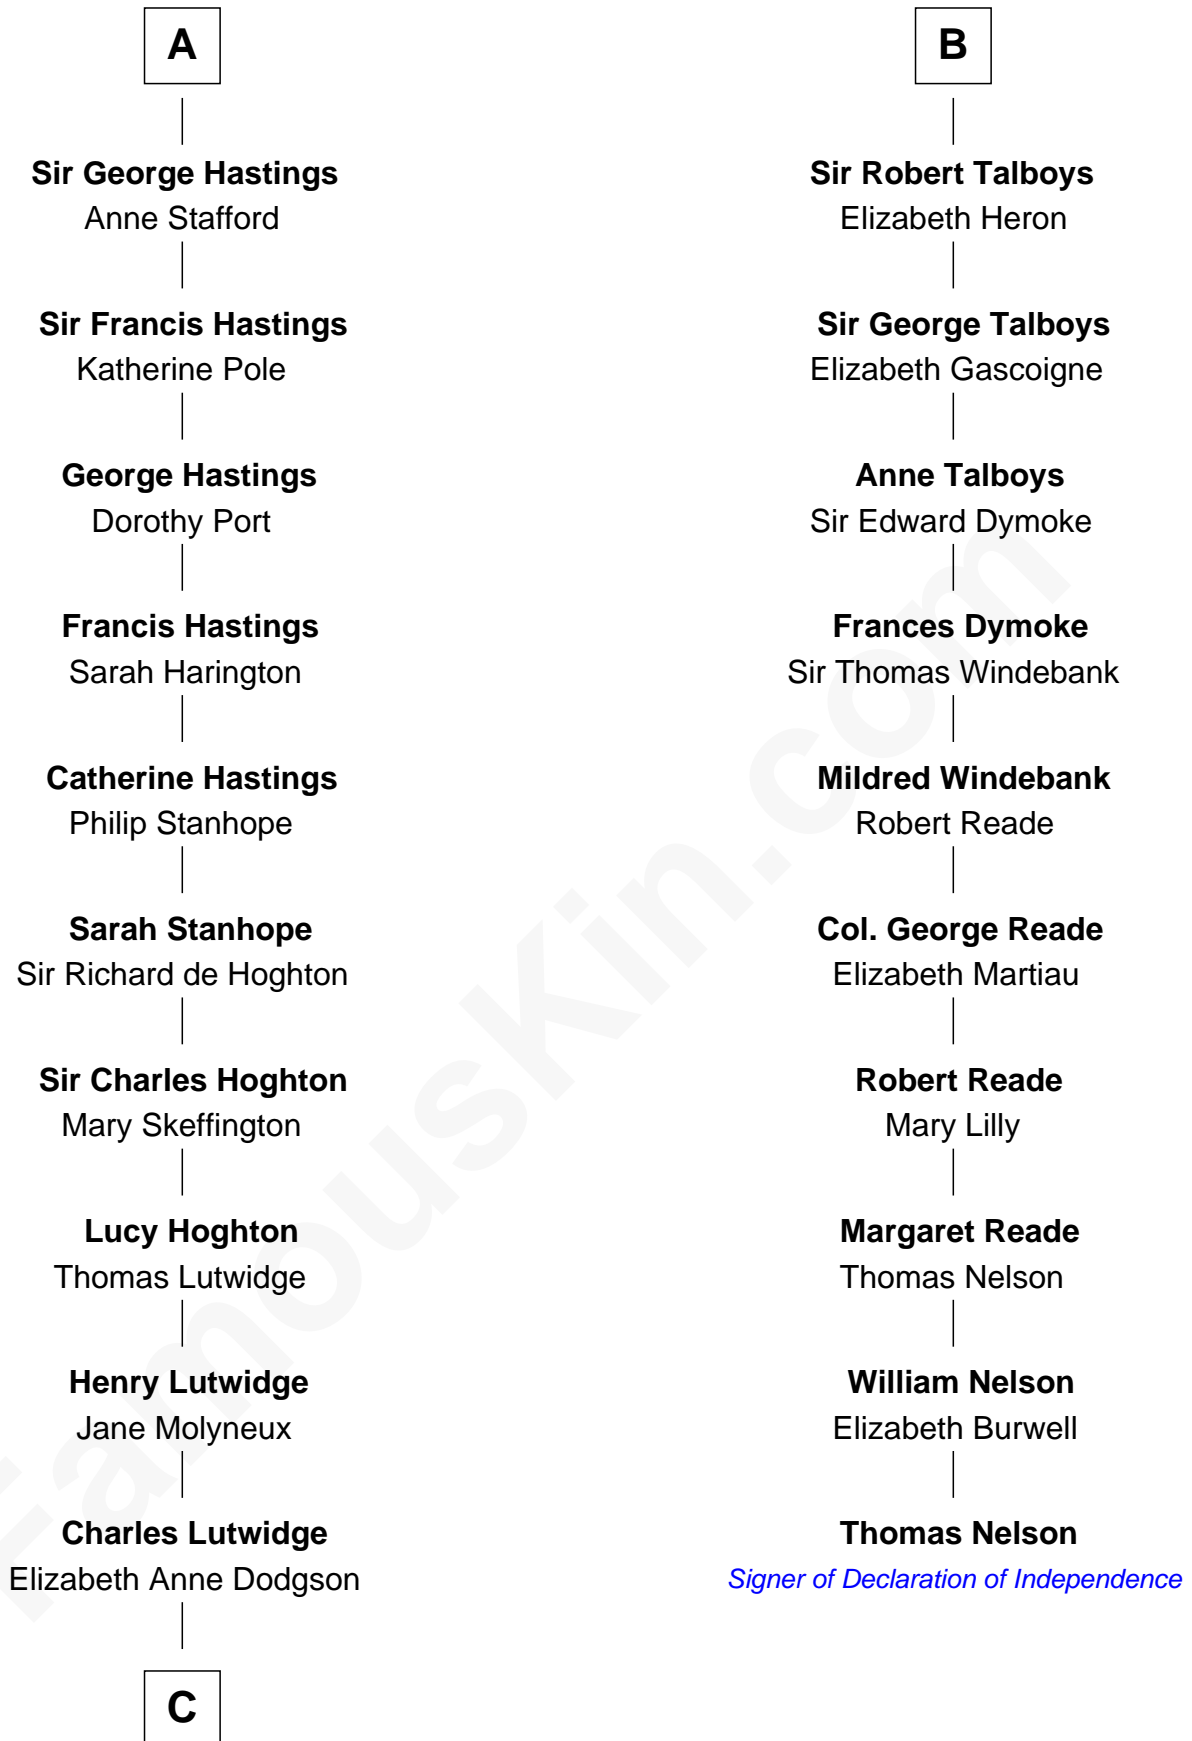 A
Sir George Hastings
Anne Stafford
Sir Francis Hastings
Katherine Pole
George Hastings
Dorothy Port
Francis Hastings
Sarah Harington
Catherine Hastings
Philip Stanhope
Sarah Stanhope
Sir Richard de Hoghton
Sir Charles Hoghton
Mary Skeffington
Lucy Hoghton
Thomas Lutwidge
Henry Lutwidge
Jane Molyneux
Charles Lutwidge
Elizabeth Anne Dodgson
C
B
Sir Robert Talboys
Elizabeth Heron
Sir George Talboys
Elizabeth Gascoigne
Anne Talboys
Sir Edward Dymoke
Frances Dymoke
Sir Thomas Windebank
Mildred Windebank
Robert Reade
Col. George Reade
Elizabeth Martiau
Robert Reade
Mary Lilly
Margaret Reade
Thomas Nelson
William Nelson
Elizabeth Burwell
Thomas Nelson
Signer of Declaration of Independence
FamousKin.com